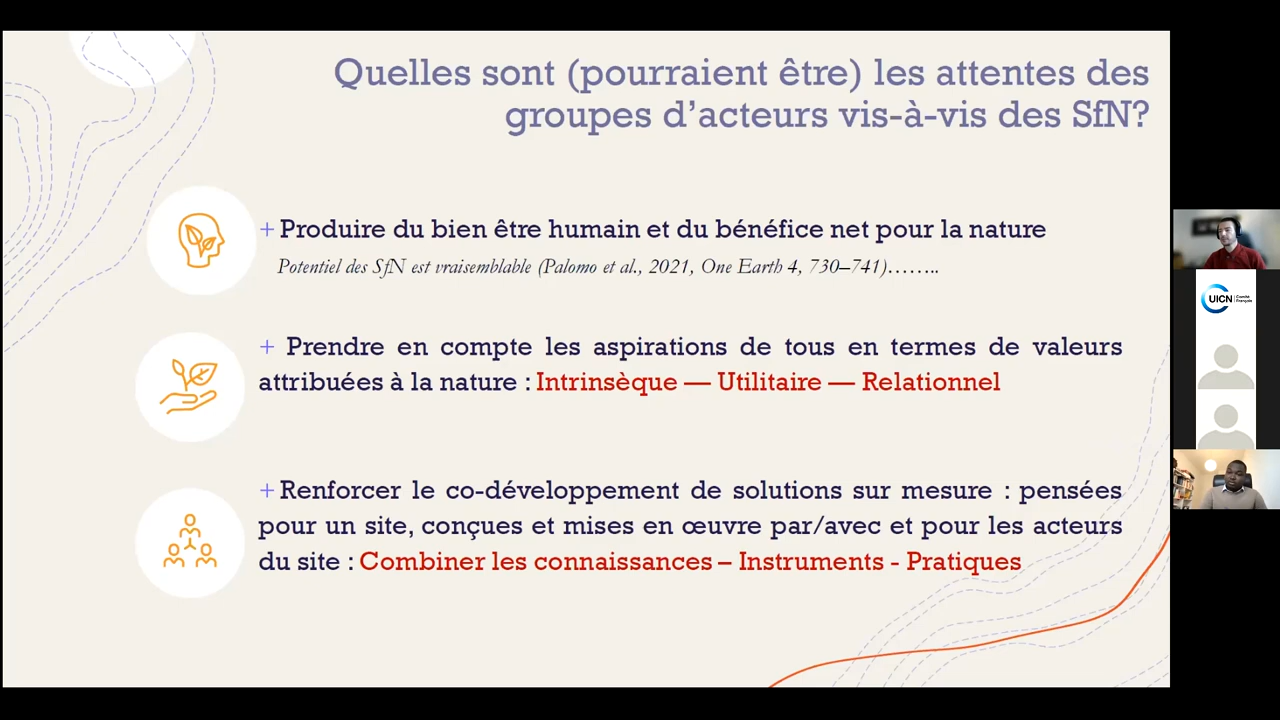 Quelles sont (pourraient être) les attentes des
groupes d’acteurs vis-à-vis des SfN?
+ Produire du bien être humain et du bénéfice net pour la nature
Potentiel des SfN est vraisemblable (Palomo et al., 2021, One Earth 4, 730–741)……..
+ Prendre en compte les aspirations de tous en termes de valeurs
attribuées à la nature : Intrinsèque — Utilitaire — Relationnel
+ Renforcer le co-développement de solutions sur mesure : pensées
pour un site, conçues et mises en œuvre par/avec et pour les acteurs
du site : Combiner les connaissances – Instruments - Pratiques
UICN Comité
Français